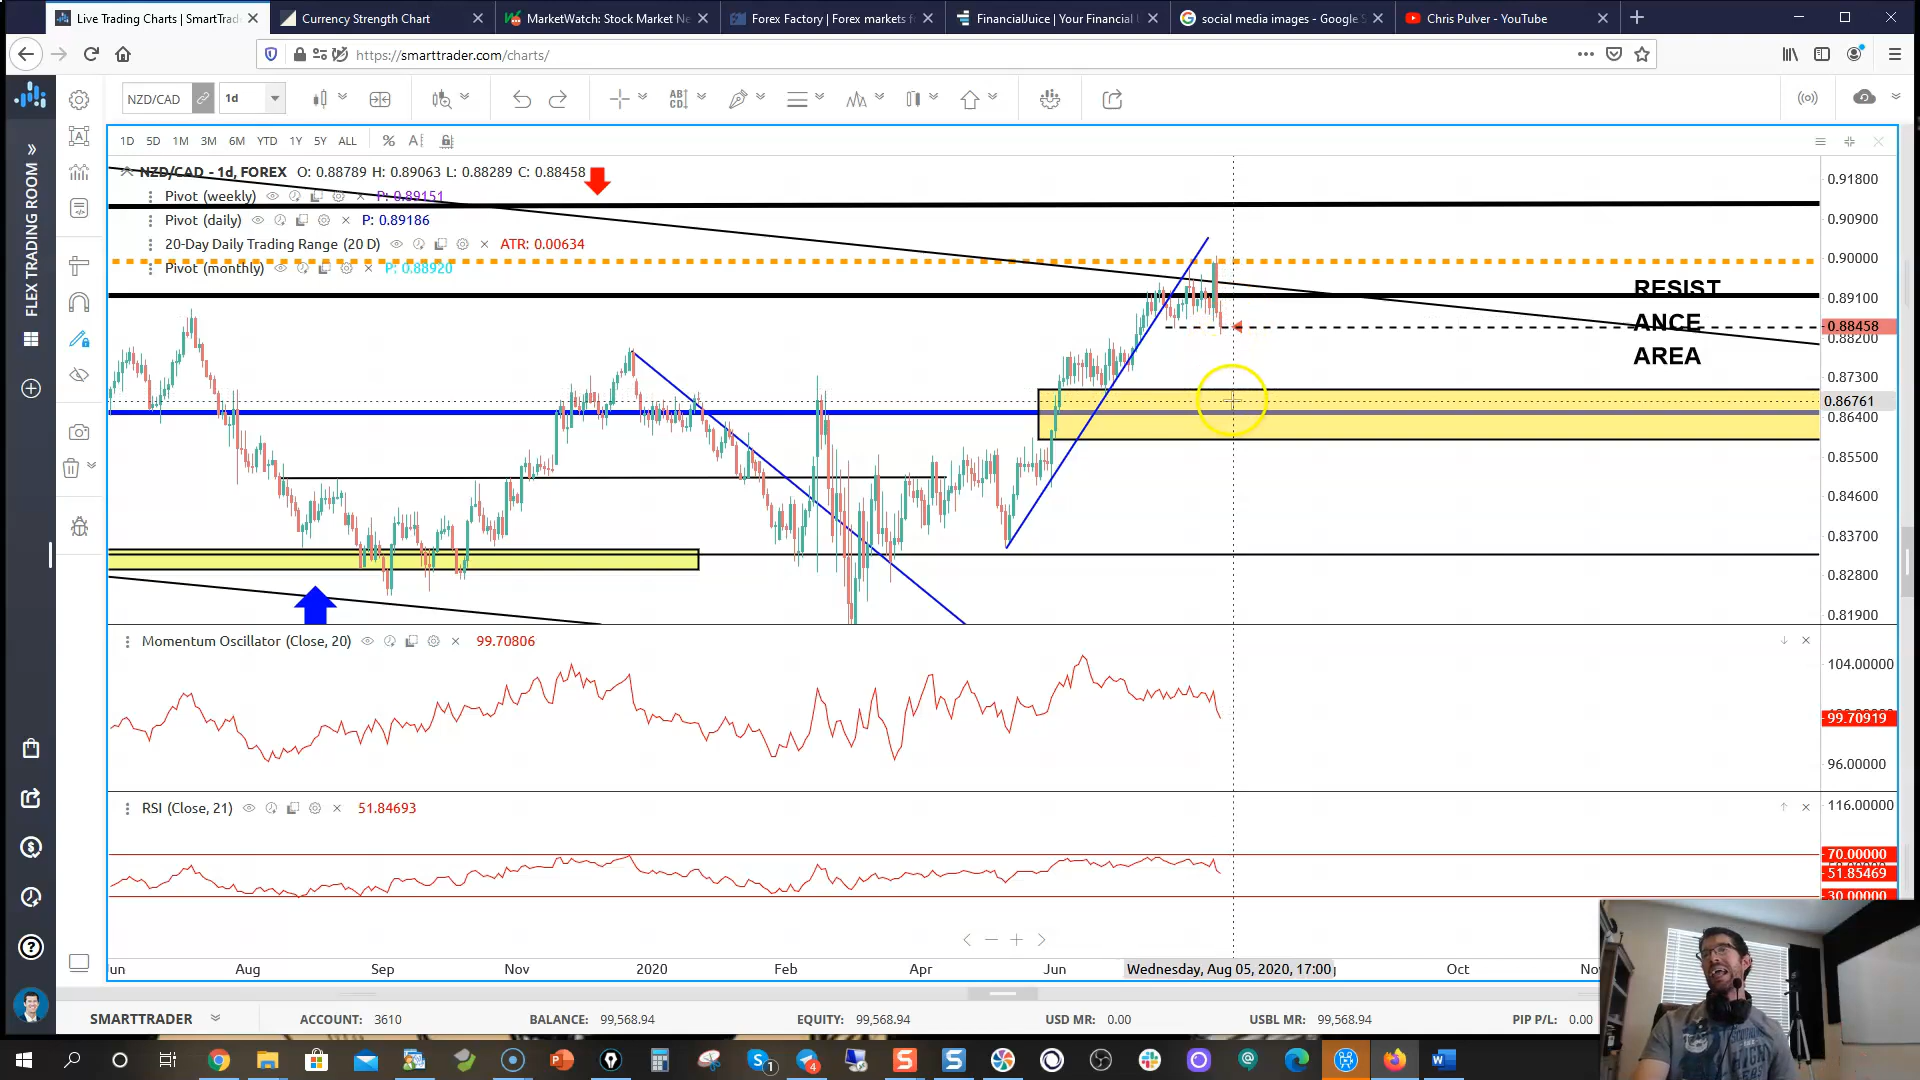 Live Trading Charts | SmartTrad
Currency Strength Chart
MarketWatch: Stock Market Ne
Forex Factory | Forex markets f
FinancialJuice | Your Financial
social media images - Google S
Chris Pulver - YouTube
https://smarttrader.com/charts/
NZD/CAD
1d
AB
CD
FLEX TRADING ROOM
1D 5D 1M 3M 6M YTD 1Y 5Y ALL
NZD/CAD - 1d, FOREX O: 0.88789 H: 0.89063 L: 0.88289 C: 0.88458
Pivot (weekly) P: 0.89151
Pivot (daily) P: 0.89186
20-Day Daily Trading Range (20 D) ATR: 0.00634
Pivot (monthly) P: 0.88920
RESIST
ANCE
AREA
0.91800
0.90900
0.90000
0.89100
0.88458
0.88200
0.87300
0.86761
0.86400
0.85500
0.84600
0.83700
0.82800
0.81900
Momentum Oscillator (Close, 20) 99.70806
104.00000
99.70919
96.00000
RSI (Close, 21) 51.84693
116.00000
70.00000
51.85469
30.00000
un Aug Sep Nov 2020 Feb Apr Jun Wednesday, Aug 05, 2020, 17:00 Oct No
SMARTTRADER ACCOUNT: 3610 BALANCE: 99,568.94 EQUITY: 99,568.94 USD MR: 0.00 USBL MR: 99,568.94 PIP P/L: 0.00
1
4